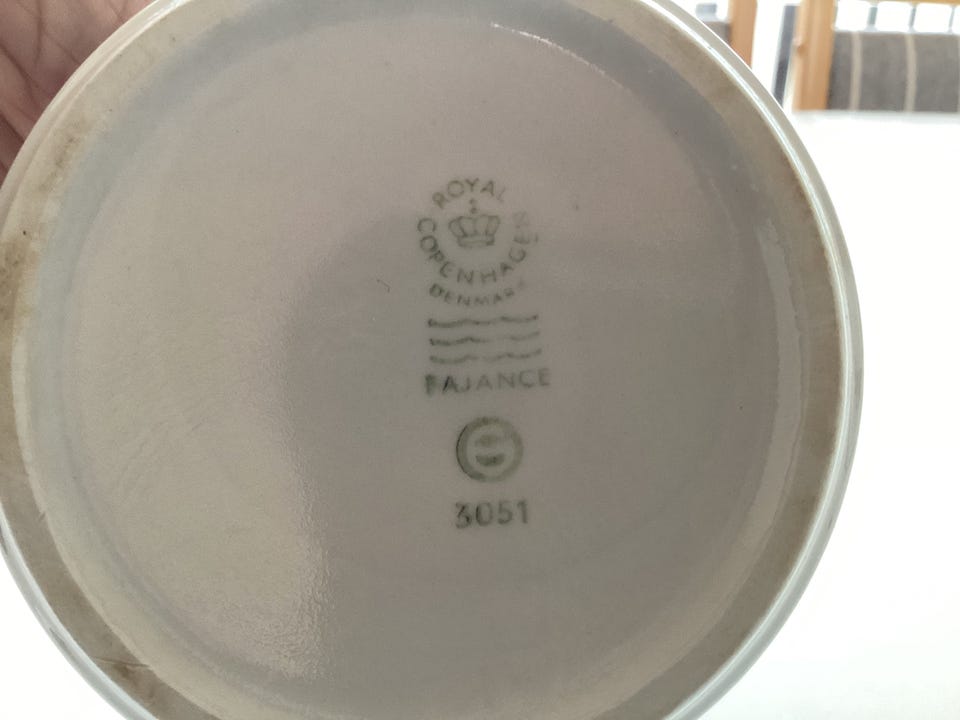 ROYAL
COPENHAGEN
DENMARK
FAJANCE
3051